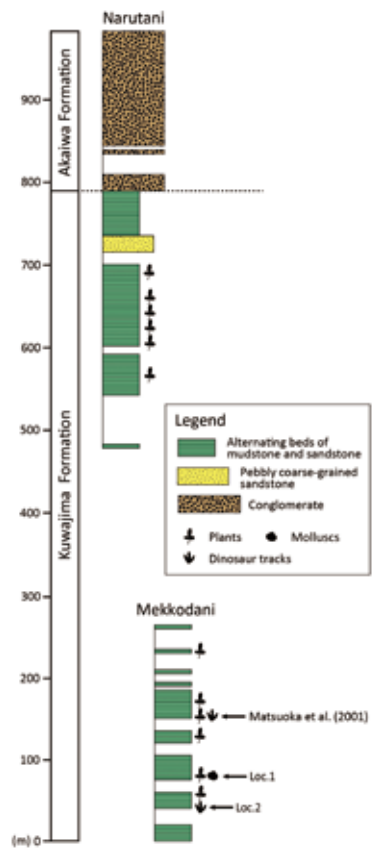 Narutani
Akaiwa Formation
900
800
700
600
500
Kuwajima Formation
Legend
Alternating beds of
mudstone and sandstone
Pebbly coarse-grained
sandstone
Conglomerate
Plants
Molluscs
Dinosaur tracks
400
300
Mekkodani
200
Matsuoka et al. (2001)
100
Loc.1
Loc.2
(m) 0